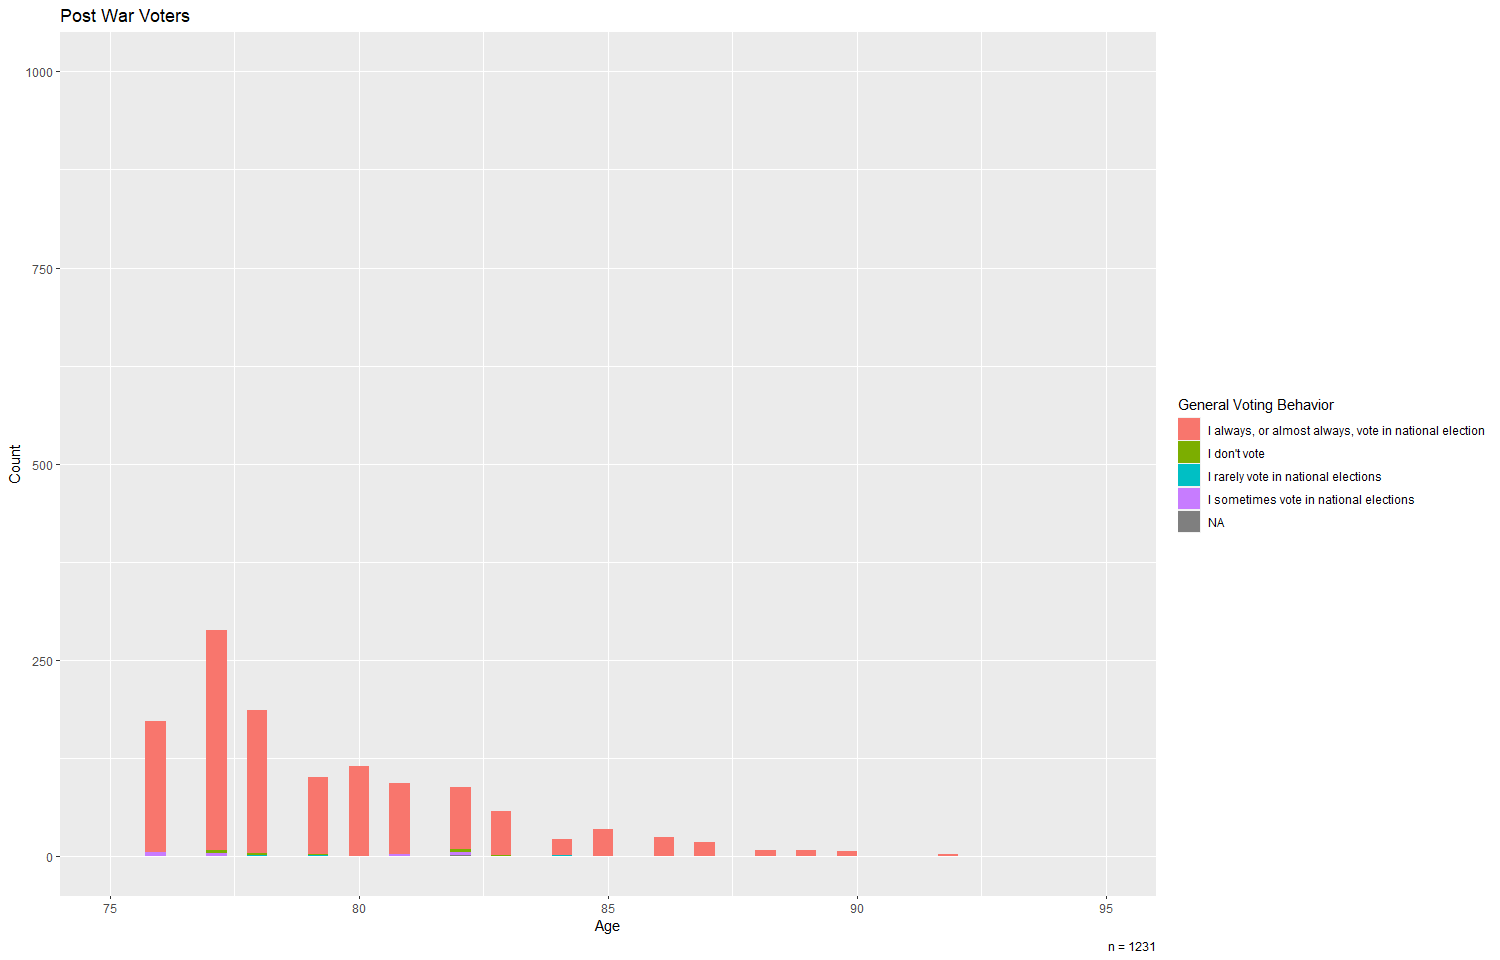 Post War Voters
1000
750
500
250
0
Count
75
80
85
90
95
Age
n = 1231
General Voting Behavior
I always, or almost always, vote in national election
I don't vote
I rarely vote in national elections
I sometimes vote in national elections
NA